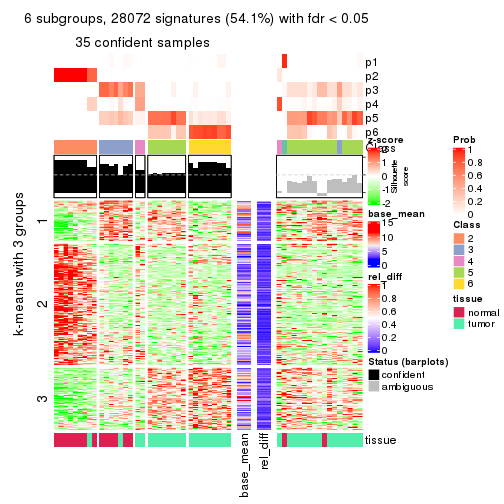 6 subgroups, 28072 signatures (54.1%) with fdr < 0.05
35 confident samples
p1
p2
p3
p4
p5
p6
Class
z-score
2
1
0
-1
-2
Silhouette
score
base_mean
15
10
5
0
rel_diff
1
0.8
0.6
0.4
0.2
0
Status (barplots)
confident
ambiguous
Prob
1
0.8
0.6
0.4
0.2
0
Class
2
3
4
5
6
tissue
normal
tumor
k-means with 3 groups
1
2
3
base_mean
rel_diff
tissue